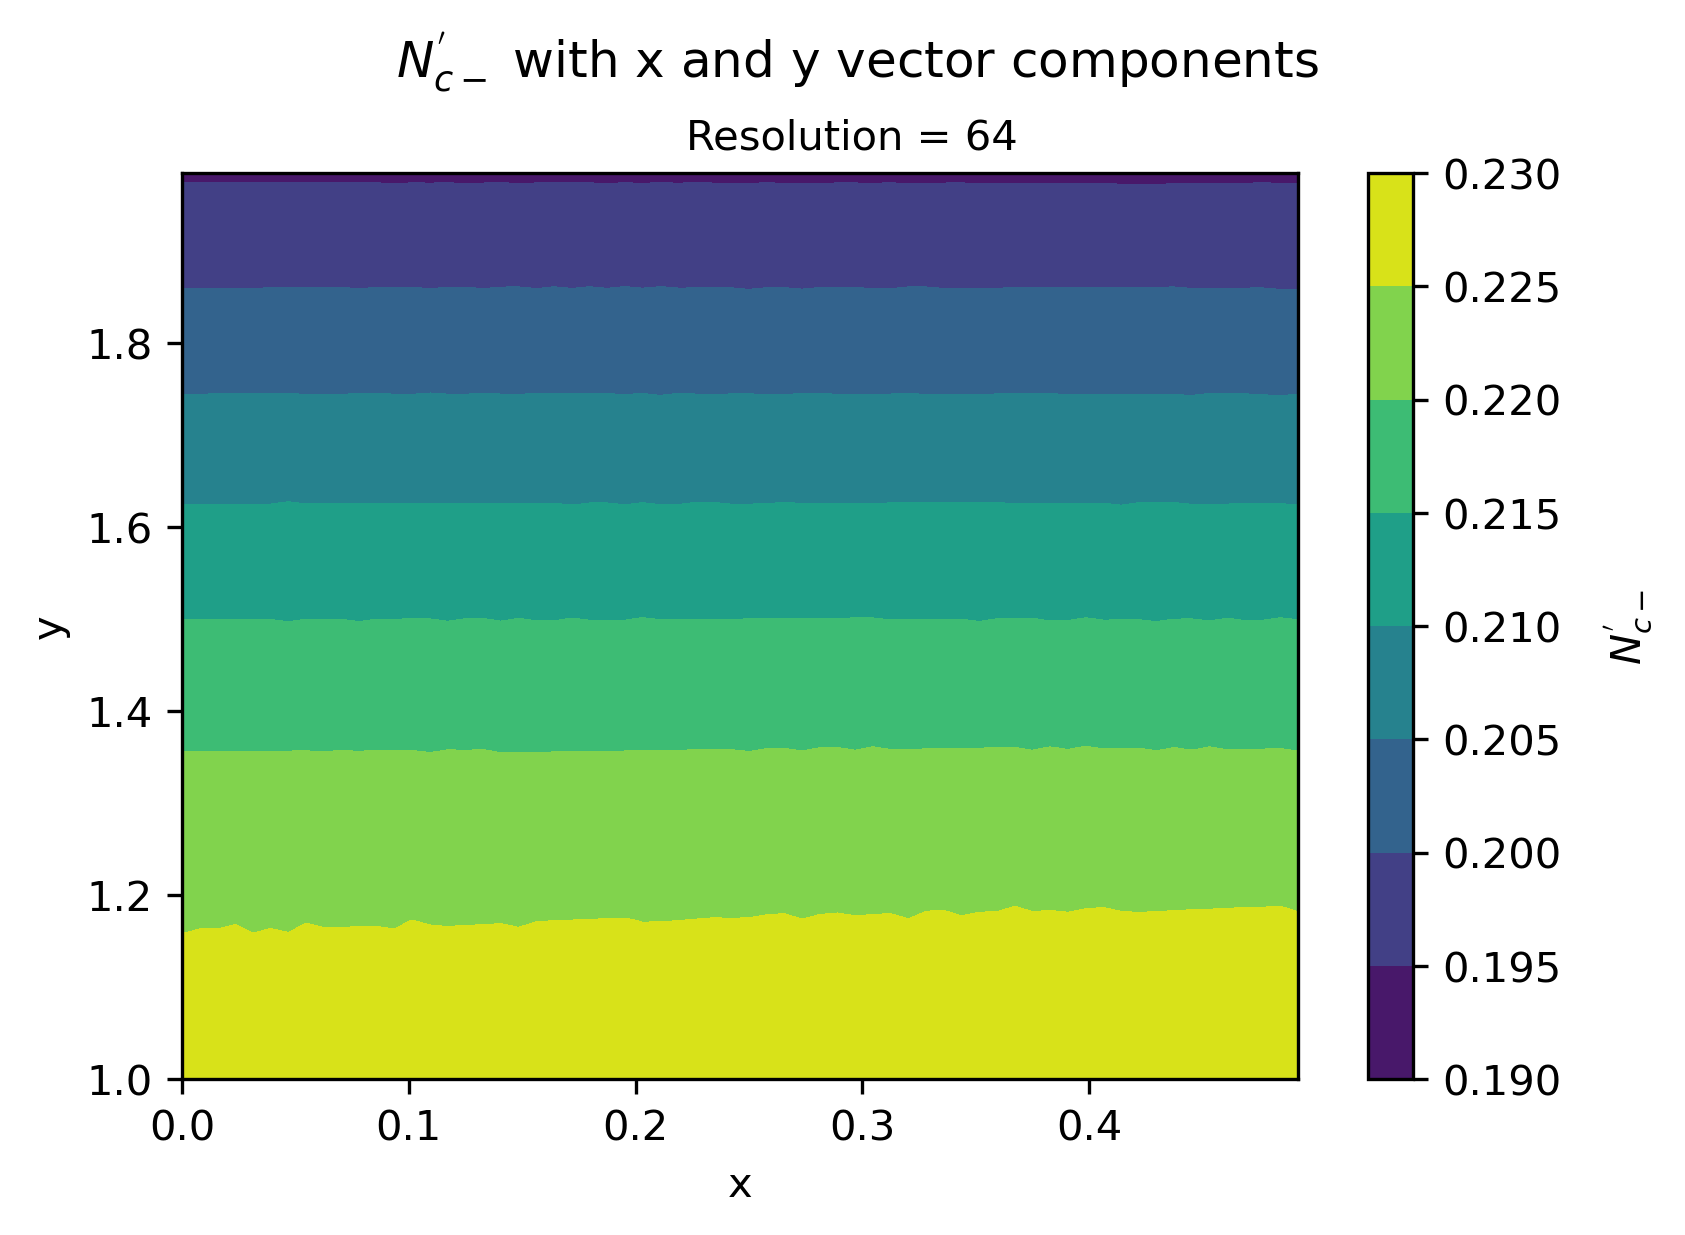 N'c− with x and y vector components
Resolution = 64
0.230
0.225
0.220
0.215
0.210
0.205
0.200
0.195
0.190
N'c−
1.8
1.6
1.4
1.2
1.0
y
0.0 0.1 0.2 0.3 0.4
x